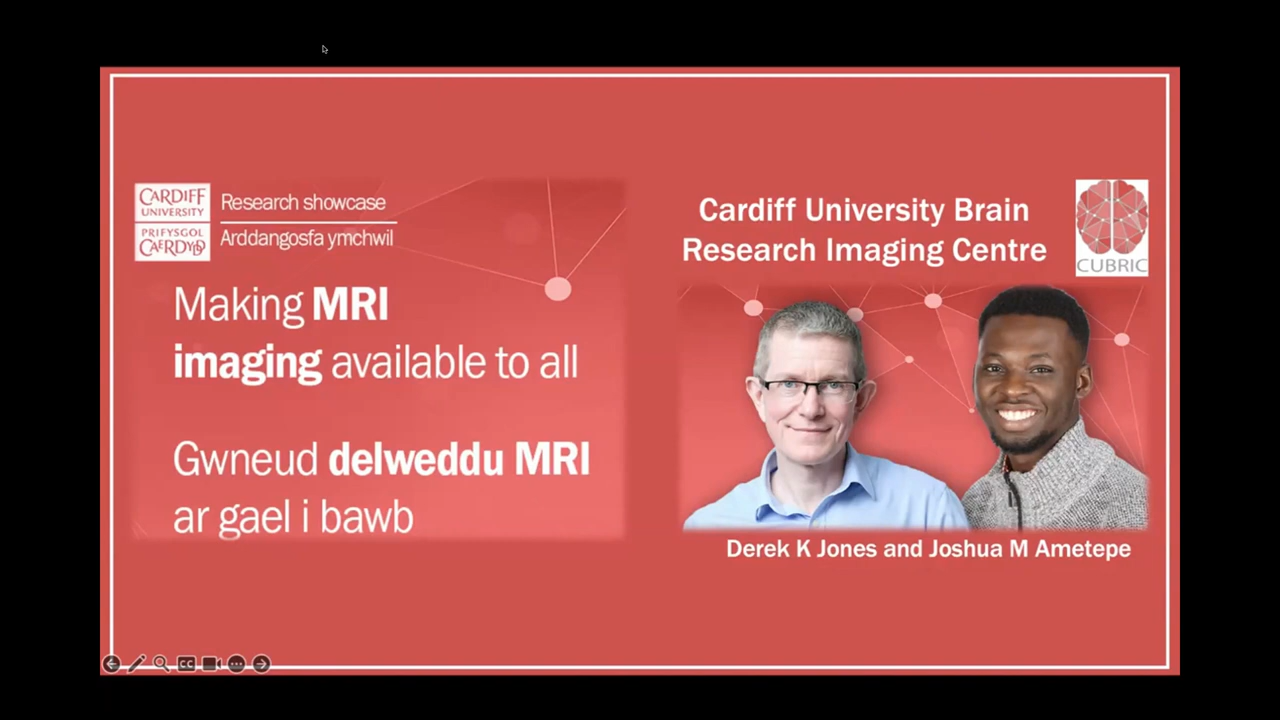 CARDIFF
UNIVERSITY
PRIFYSGOL
CAERDYDD
Research showcase
Arddangosfa ymchwil
Making MRI
imaging available to all
Gwneud delweddu MRI
ar gael i bawb
Cardiff University Brain
Research Imaging Centre
CUBRIC
Derek K Jones and Joshua M Ametepe
CC